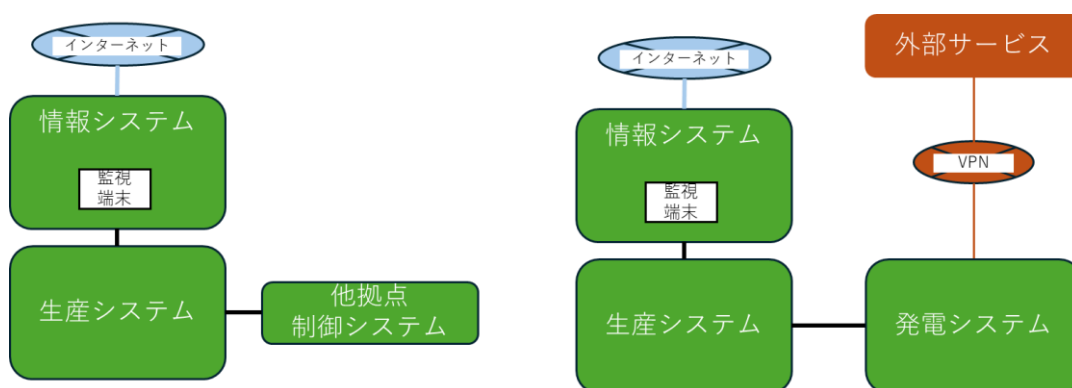 インターネット
情報システム
監視
端末
生産システム
他拠点
制御システム
インターネット
外部サービス
情報システム
VPN
監視
端末
生産システム
発電システム